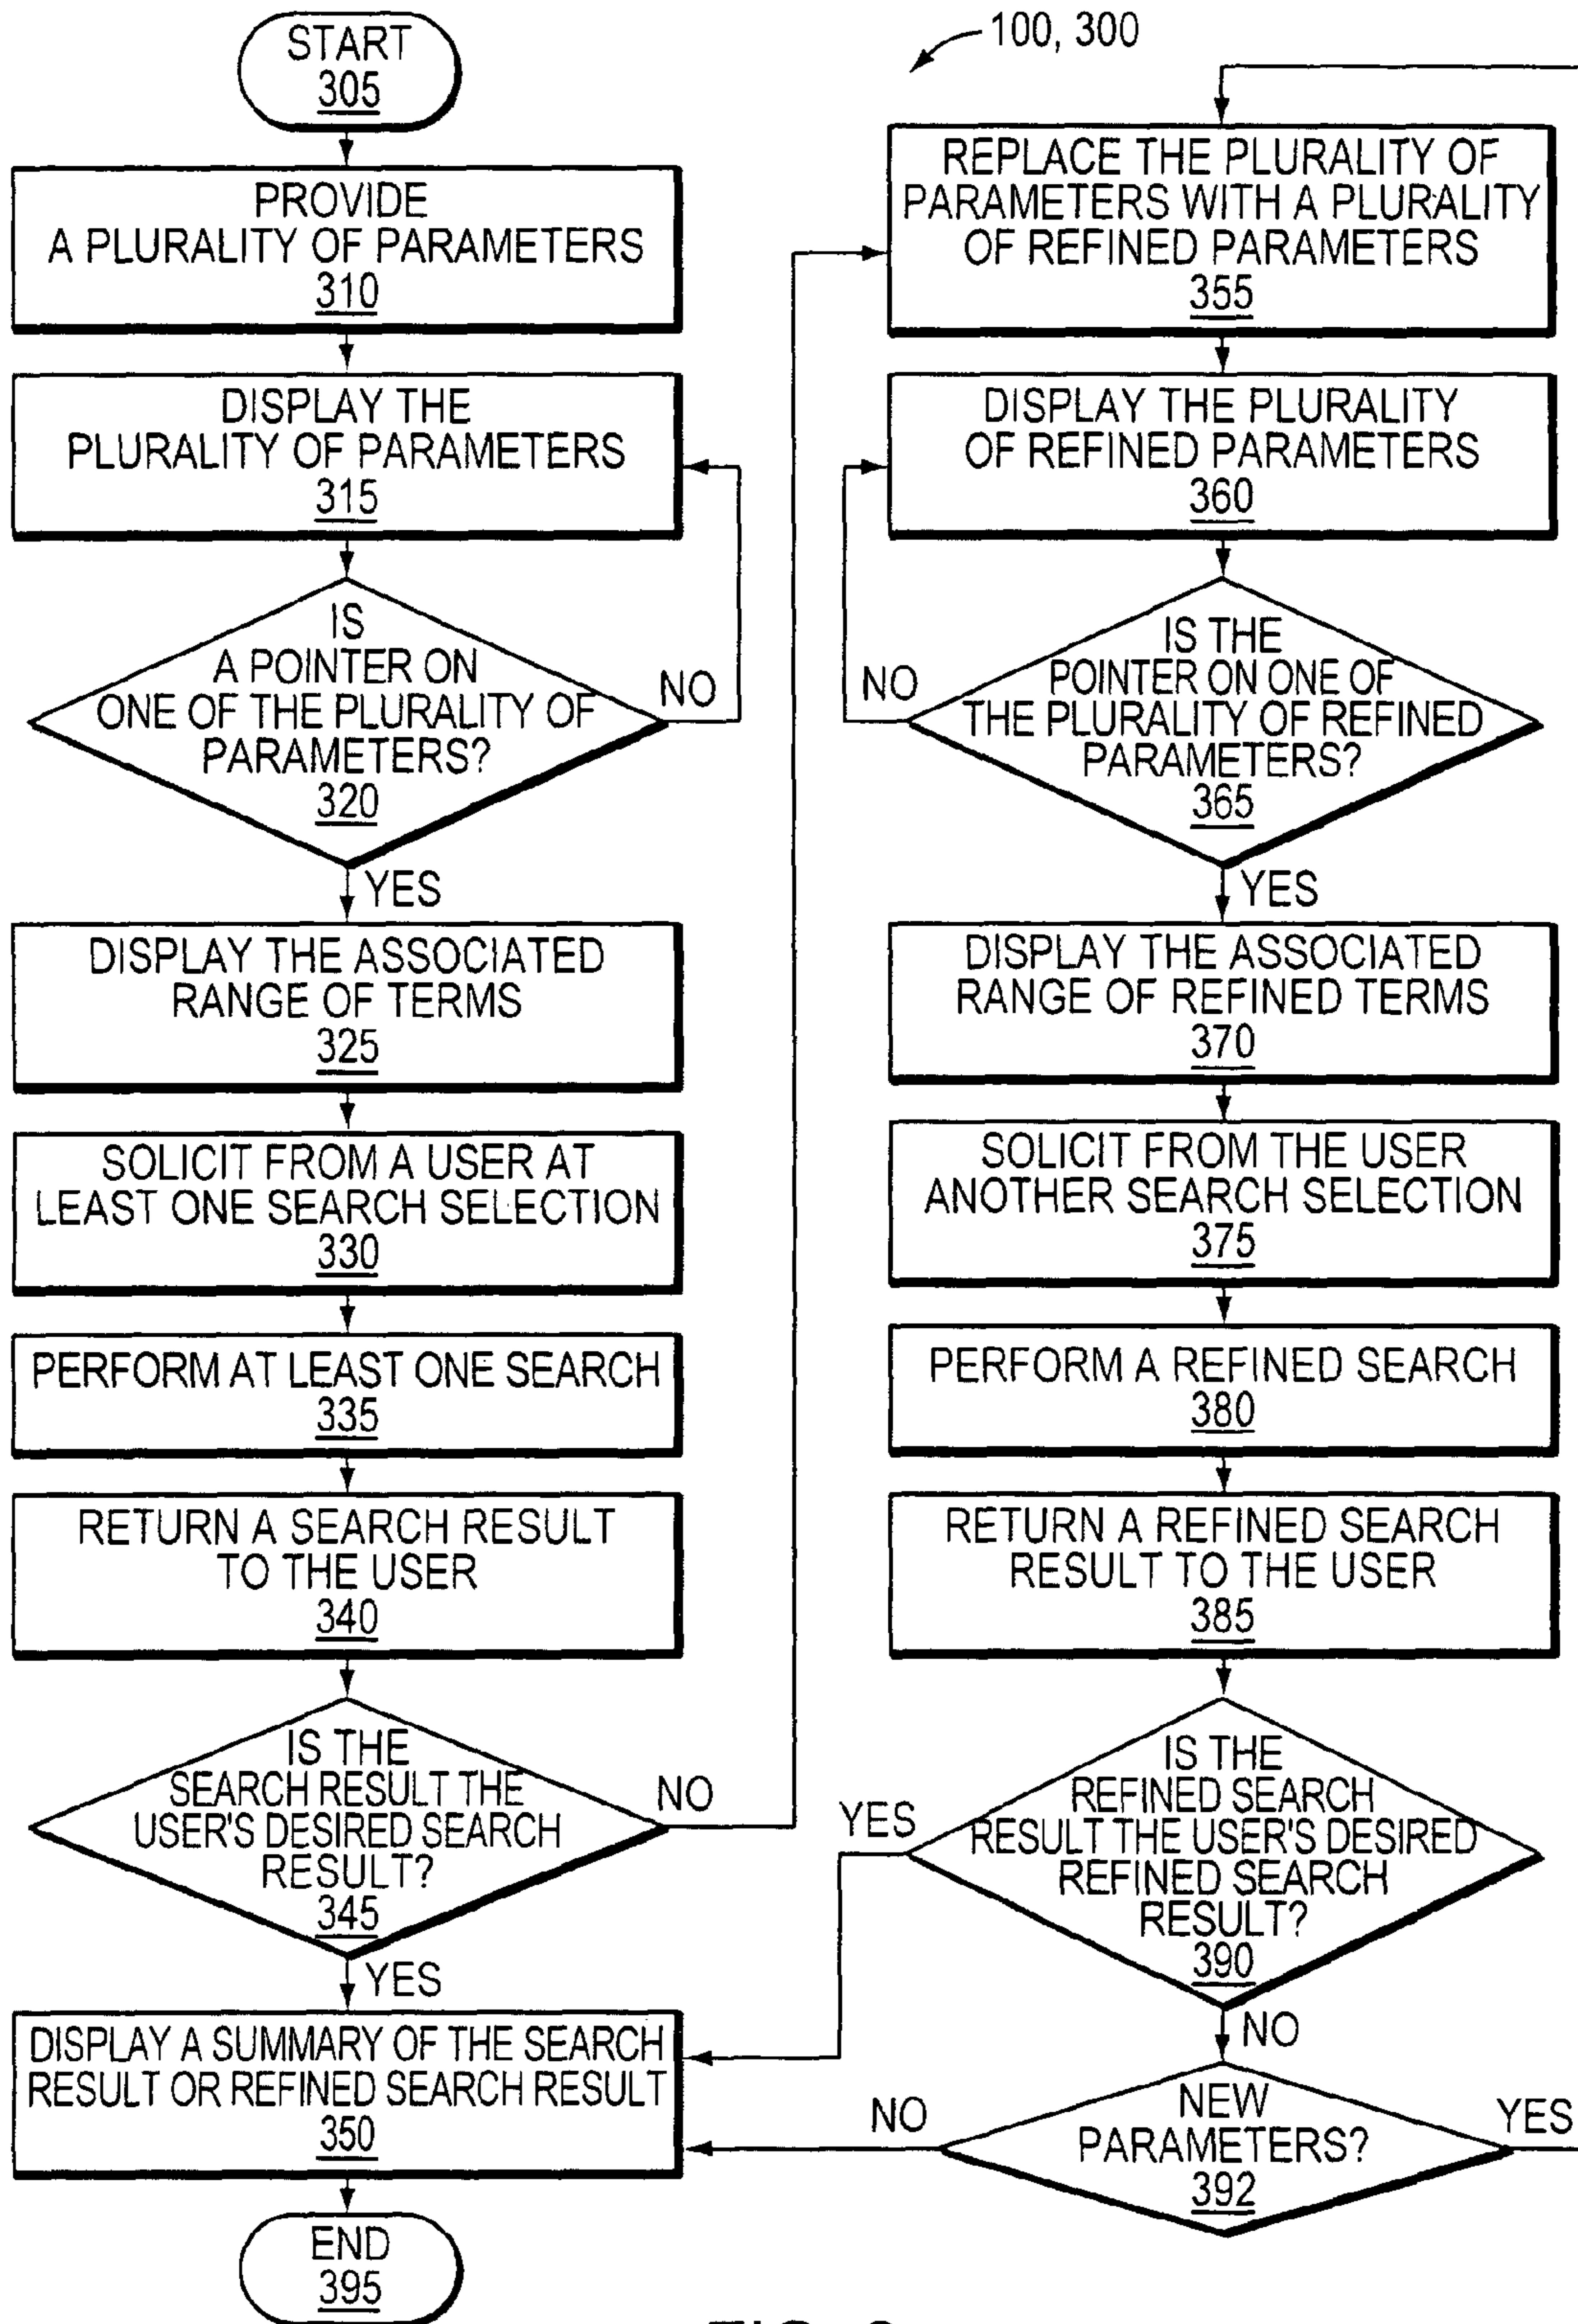 START
305
PROVIDE
A PLURALITY OF PARAMETERS
310
DISPLAY THE
PLURALITY OF PARAMETERS
315
IS
A POINTER ON
ONE OF THE PLURALITY OF
PARAMETERS?
320
NO
YES
DISPLAY THE ASSOCIATED
RANGE OF TERMS
325
SOLICIT FROM A USER AT
LEAST ONE SEARCH SELECTION
330
PERFORM AT LEAST ONE SEARCH
335
RETURN A SEARCH RESULT
TO THE USER
340
IS THE
SEARCH RESULT THE
USER'S DESIRED SEARCH
RESULT?
345
NO
YES
DISPLAY A SUMMARY OF THE SEARCH
RESULT OR REFINED SEARCH RESULT
350
END
395
100, 300
REPLACE THE PLURALITY OF
PARAMETERS WITH A PLURALITY
OF REFINED PARAMETERS
355
DISPLAY THE PLURALITY
OF REFINED PARAMETERS
360
IS THE
POINTER ON ONE OF
THE PLURALITY OF REFINED
PARAMETERS?
365
NO
YES
DISPLAY THE ASSOCIATED
RANGE OF REFINED TERMS
370
SOLICIT FROM THE USER
ANOTHER SEARCH SELECTION
375
PERFORM A REFINED SEARCH
380
RETURN A REFINED SEARCH
RESULT TO THE USER
385
IS THE
REFINED SEARCH
RESULT THE USER'S DESIRED
REFINED SEARCH
RESULT?
390
YES
NO
NEW
PARAMETERS?
392
NO
YES